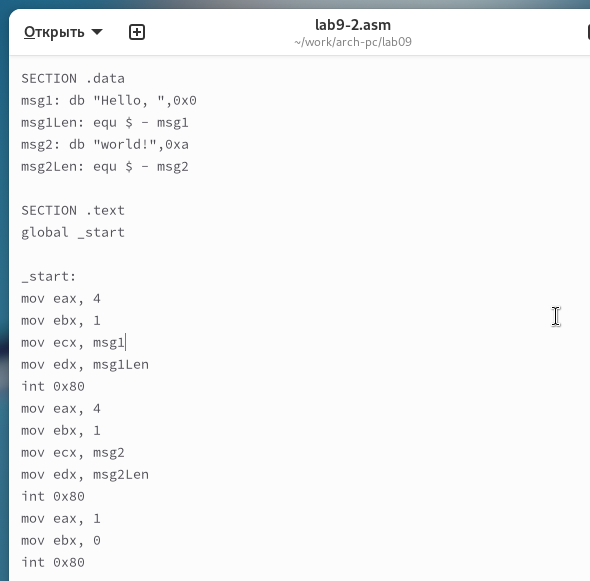 Открыть
lab9-2.asm
~/work/arch-pc/lab09
SECTION .data
msg1: db "Hello, ",0x0
msg1Len: equ $ - msg1
msg2: db "world!",0xa
msg2Len: equ $ - msg2
SECTION .text
global _start
_start:
mov eax, 4
mov ebx, 1
mov ecx, msg1
mov edx, msg1Len
int 0x80
mov eax, 4
mov ebx, 1
mov ecx, msg2
mov edx, msg2Len
int 0x80
mov eax, 1
mov ebx, 0
int 0x80